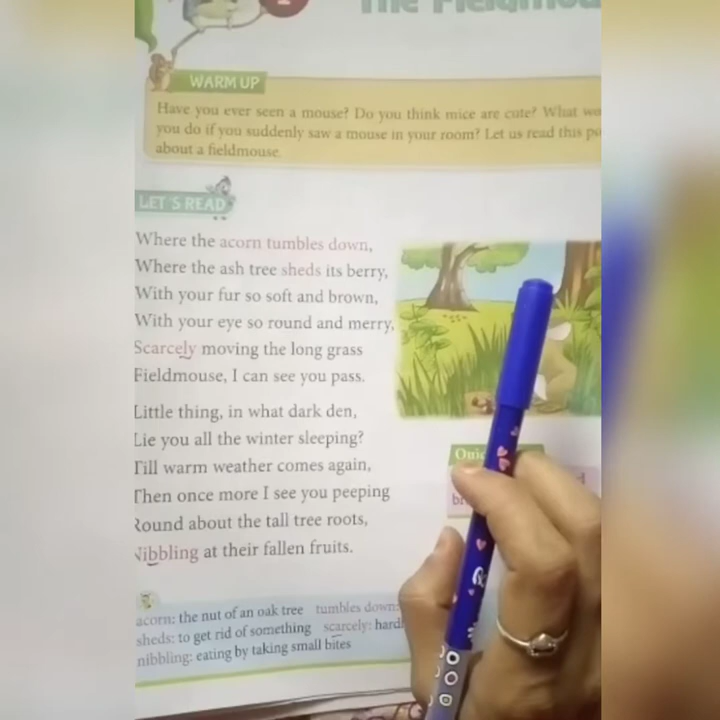 The Fieldmou
WARM UP
Have you ever seen a mouse? Do you think mice are cute? What wo
you do if you suddenly saw a mouse in your room? Let us read this po
about a fieldmouse.
LET'S READ
Where the acorn tumbles down,
Where the ash tree sheds its berry,
With your fur so soft and brown,
With your eye so round and merry,
Scarcely moving the long grass
Fieldmouse, I can see you pass.
Little thing, in what dark den,
Lie you all the winter sleeping?
Till warm weather comes again,
Then once more I see you peeping
Round about the tall tree roots,
Nibbling at their fallen fruits.
acorn: the nut of an oak tree tumbles down:
sheds: to get rid of something scarcely: hard
nibbling: eating by taking small bites